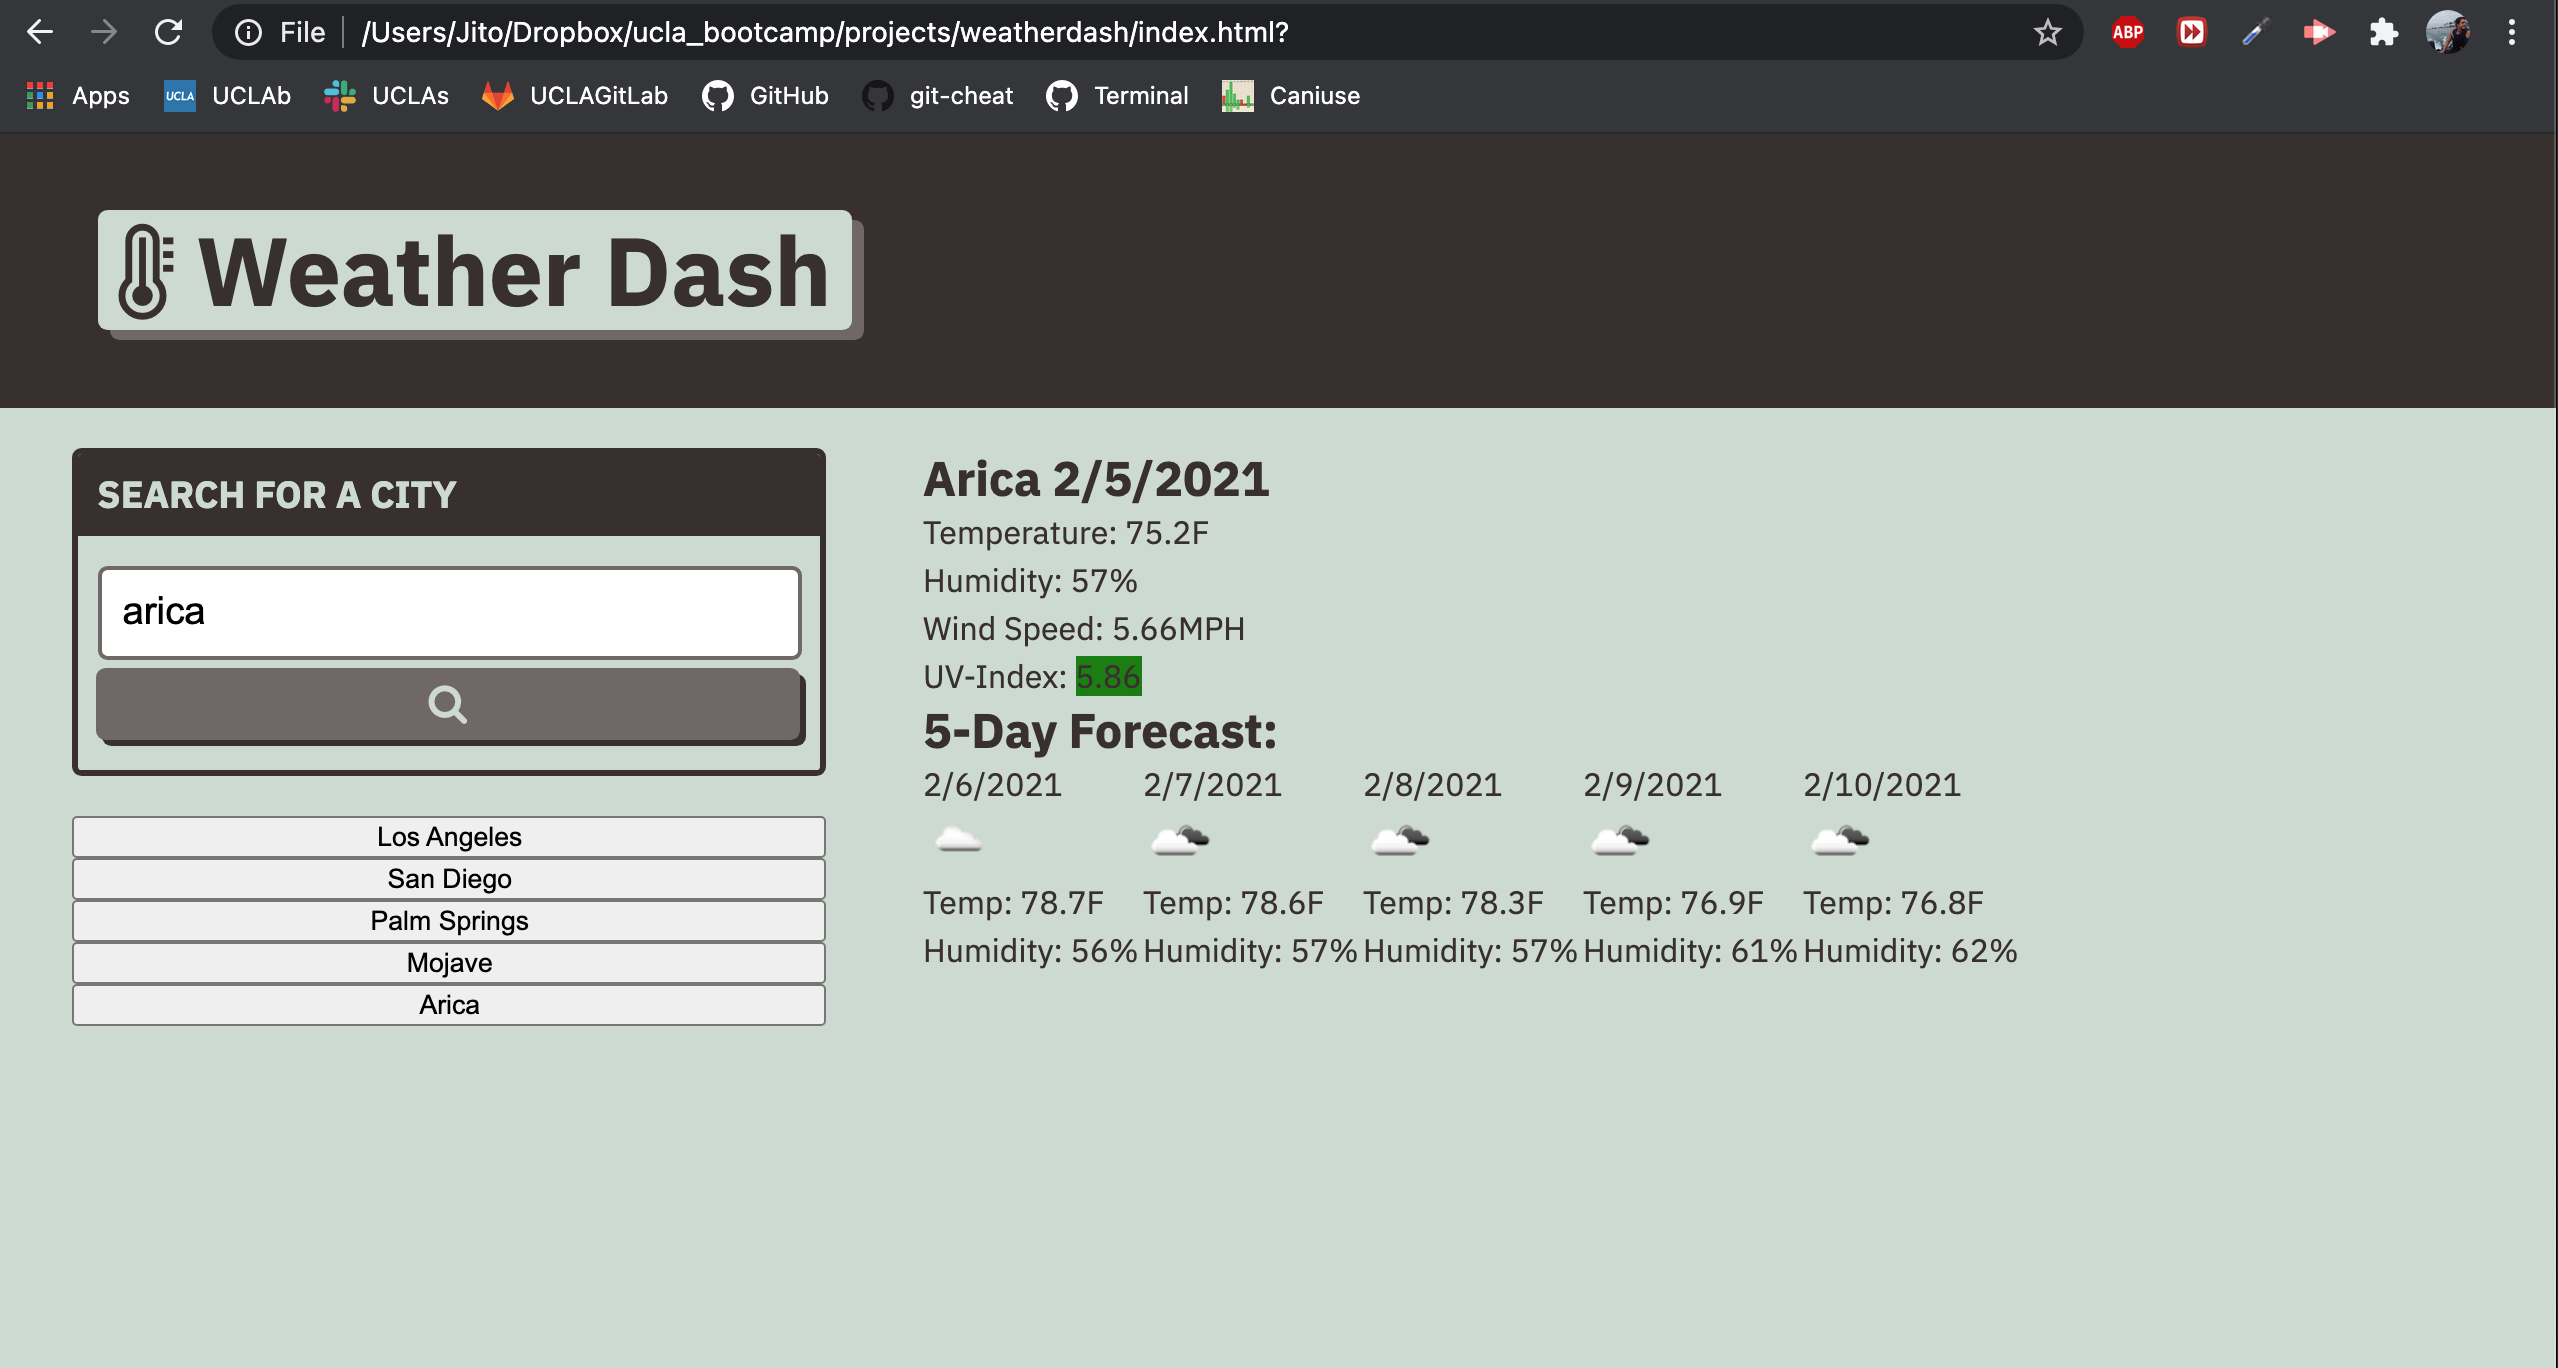 File /Users/Jito/Dropbox/ucla_bootcamp/projects/weatherdash/index.html?
ABP
Apps UCLA UCLAb UCLAs UCLAGitLab GitHub git-cheat Terminal Caniuse
Weather Dash
SEARCH FOR A CITY
arica
Los Angeles
San Diego
Palm Springs
Mojave
Arica
Arica 2/5/2021
Temperature: 75.2F
Humidity: 57%
Wind Speed: 5.66MPH
UV-Index: 5.86
5-Day Forecast:
2/6/2021 2/7/2021 2/8/2021 2/9/2021 2/10/2021
Temp: 78.7F Temp: 78.6F Temp: 78.3F Temp: 76.9F Temp: 76.8F
Humidity: 56% Humidity: 57% Humidity: 57% Humidity: 61% Humidity: 62%